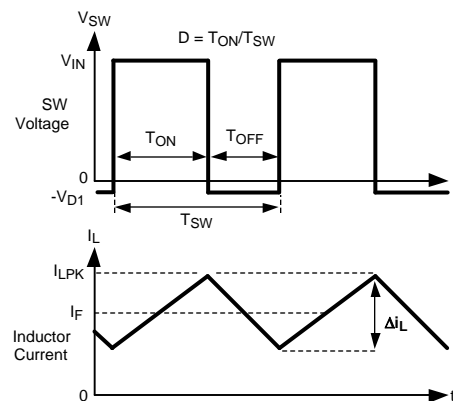 VSW
D = TON/TSW
VIN
SW
Voltage
TON
TOFF
0
-VD1
TSW
IL
ILPK
IF
Inductor
Current
ΔiL
0
t